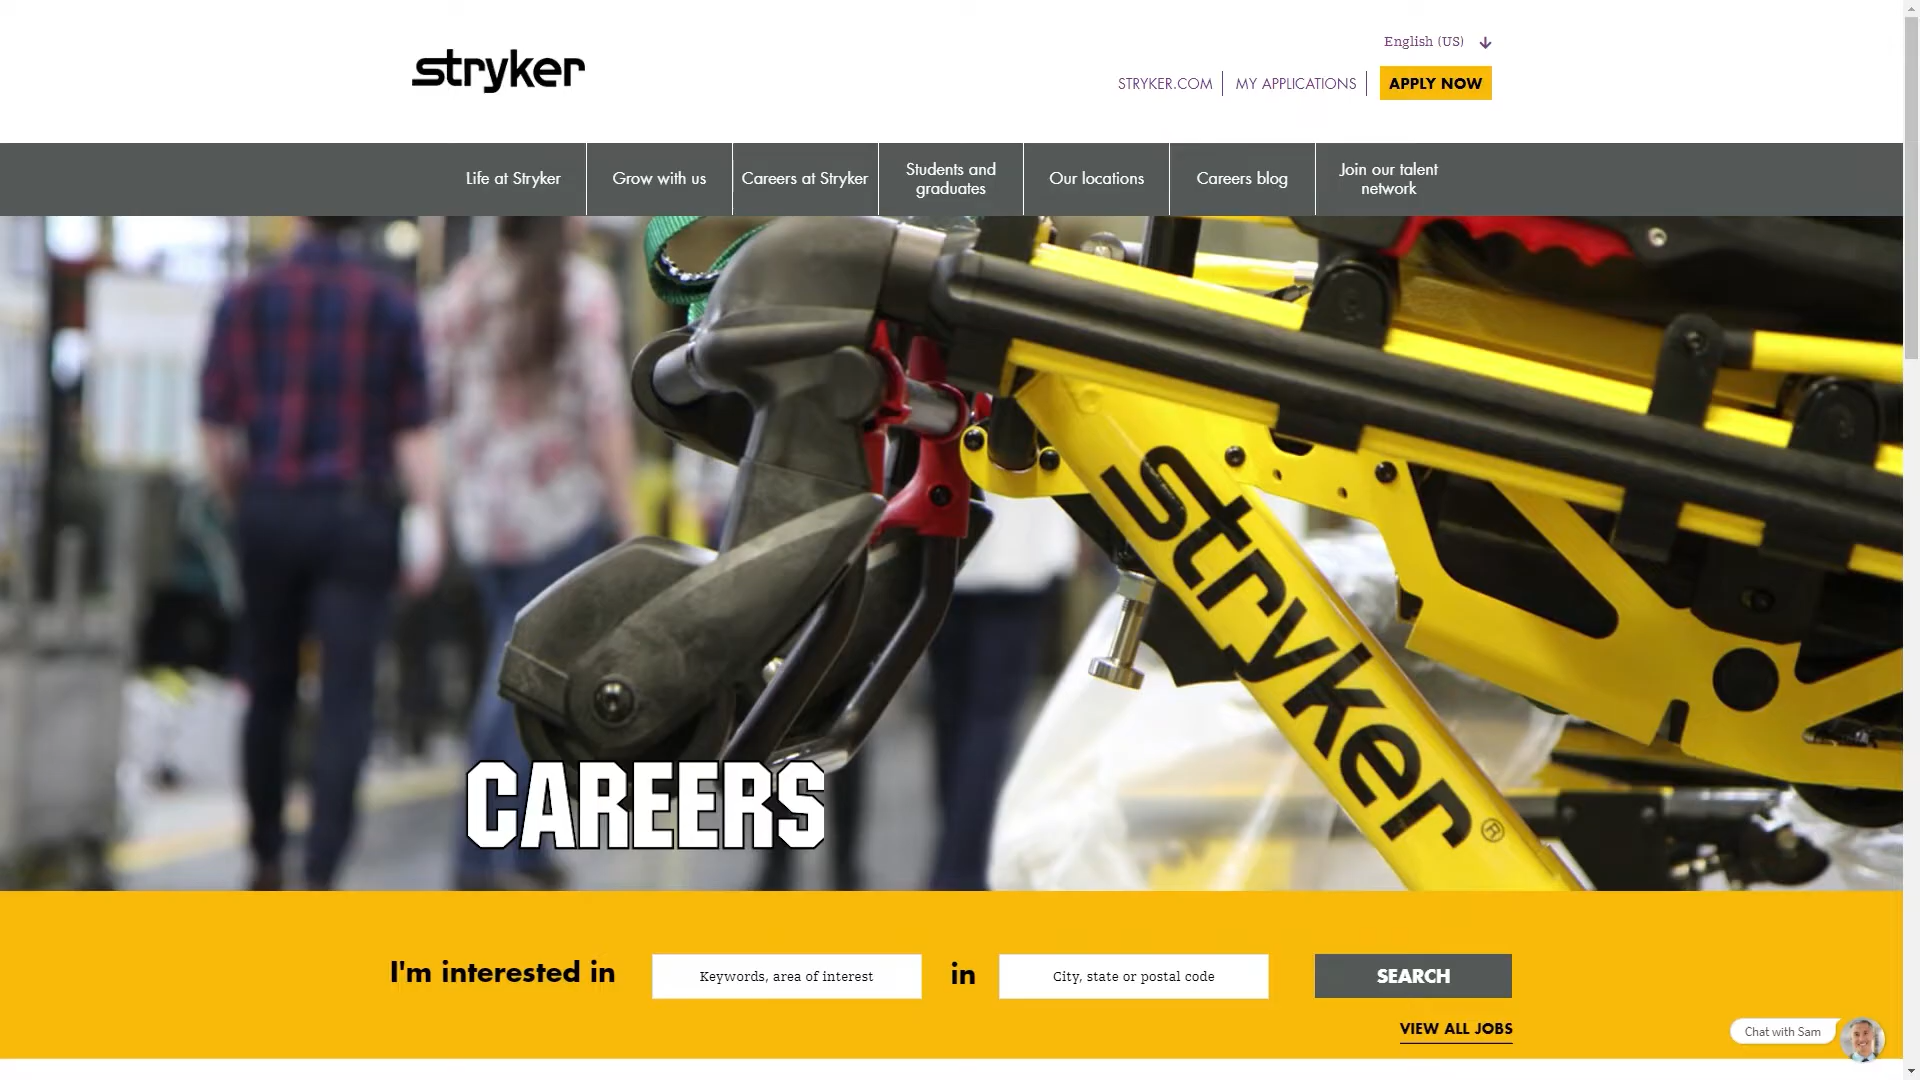 stryker
English (US)
STRYKER.COM
MY APPLICATIONS
APPLY NOW
Life at Stryker
Grow with us
Careers at Stryker
Students and
graduates
Our locations
Careers blog
Join our talent
network
stryker®
CAREERS
I'm interested in
Keywords, area of interest
in
City, state or postal code
SEARCH
VIEW ALL JOBS
Chat with Sam